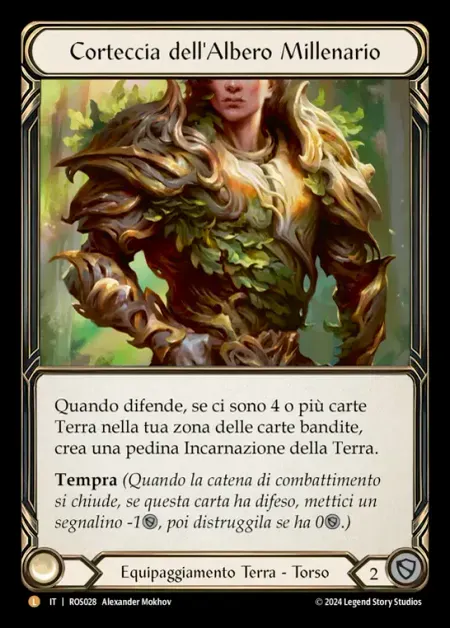 Corteccia dell'Albero Millenario
Quando difende, se ci sono 4 o più carte
Terra nella tua zona delle carte bandite,
crea una pedina Incarnazione della Terra.
Tempra (Quando la catena di combattimento
si chiude, se questa carta ha difeso, mettici un
segnalino -1, poi distruggila se ha 0.)
Equipaggiamento Terra - Torso
2
L IT | ROS028 Alexander Mokhov
© 2024 Legend Story Studios